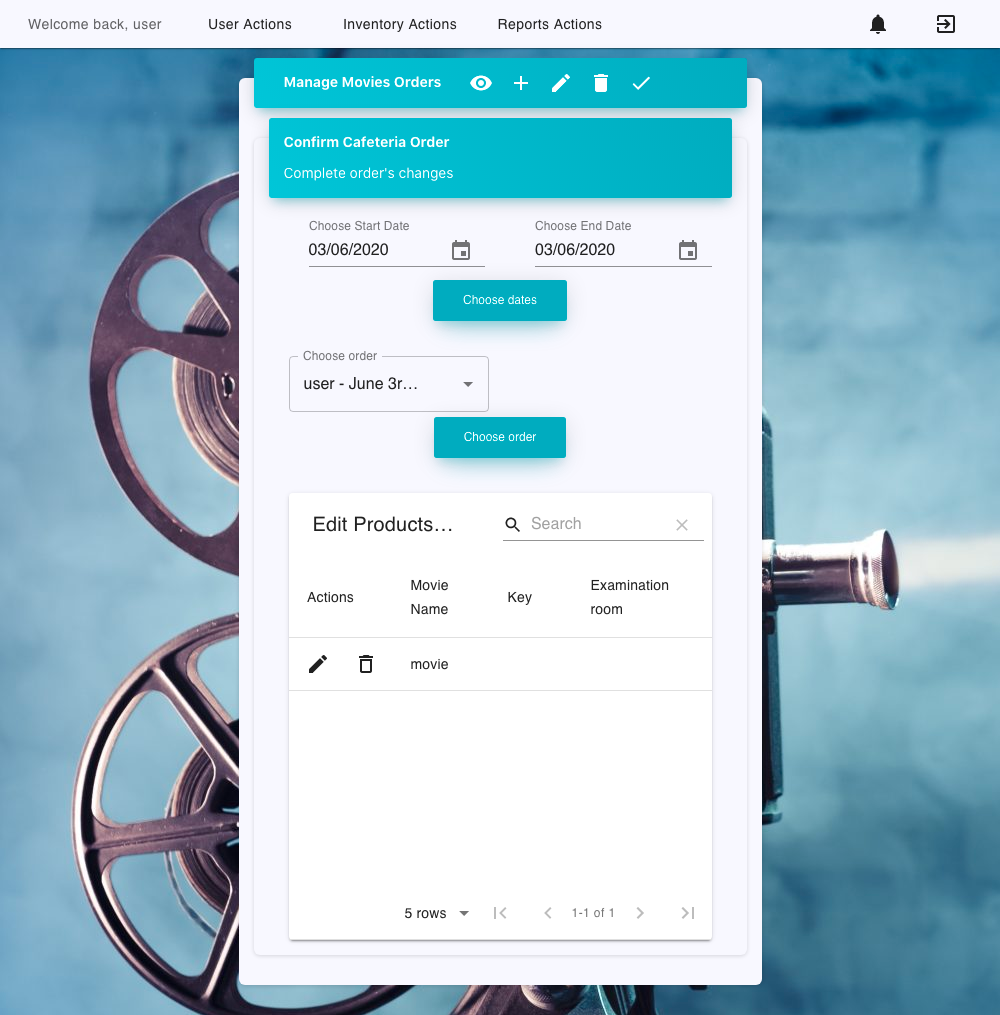 Welcome back, user
User Actions
Inventory Actions
Reports Actions
Manage Movies Orders
Confirm Cafeteria Order
Complete order's changes
Choose Start Date
03/06/2020
Choose End Date
03/06/2020
Choose dates
Choose order
user - June 3r…
Choose order
Edit Products…
Search
Actions
Movie
Name
Key
Examination
room
movie
5 rows
1-1 of 1